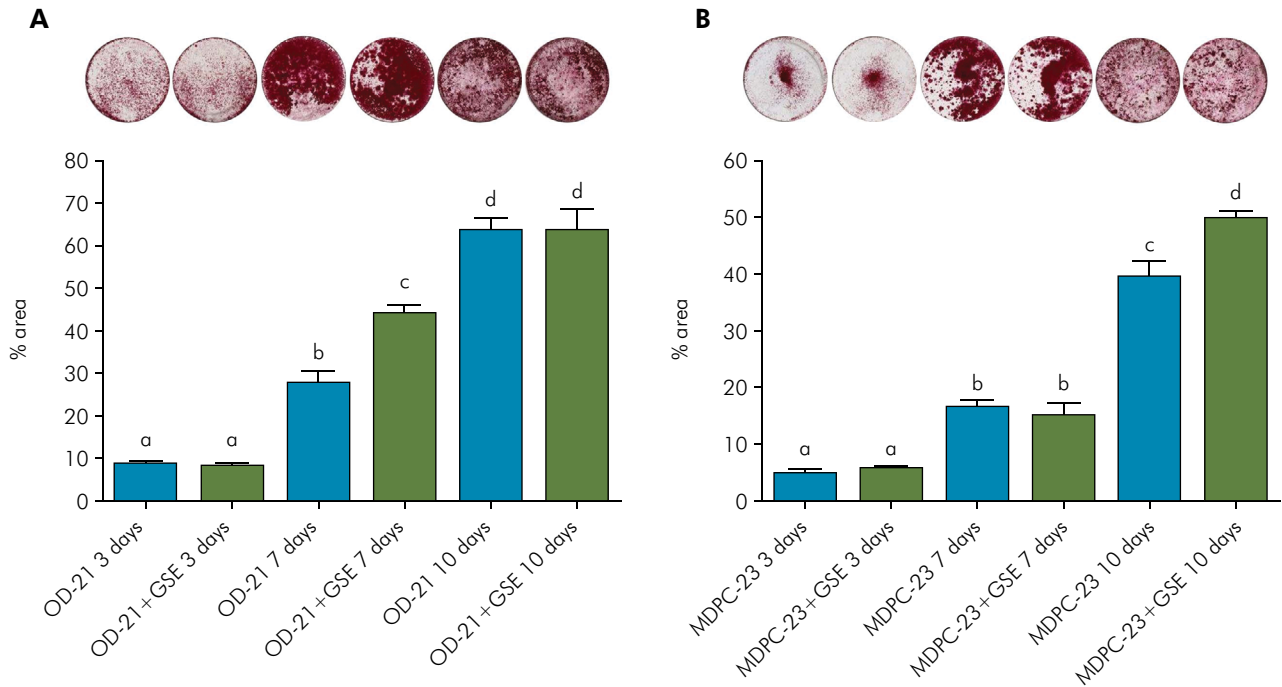 A
80
70
60
50
40
30
20
10
0
% area
a
a
b
c
d
d
OD-21 3 days
OD-21+GSE 3 days
OD-21 7 days
OD-21+GSE 7 days
OD-21 10 days
OD-21+GSE 10 days
B
60
50
40
30
20
10
0
% area
a
a
b
b
c
d
MDPC-23 3 days
MDPC-23+GSE 3 days
MDPC-23 7 days
MDPC-23+GSE 7 days
MDPC-23 10 days
MDPC-23+GSE 10 days